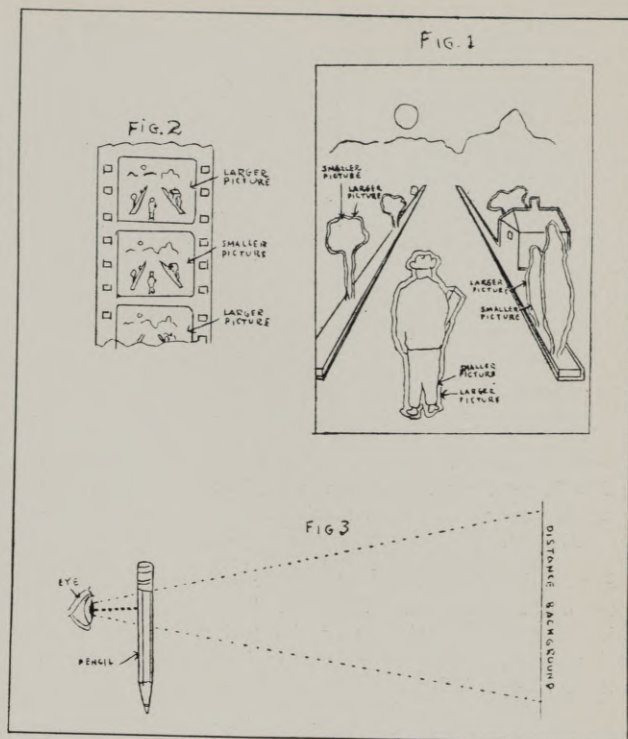 FIG. 1
FIG. 2
LARGER
PICTURE
SMALLER
PICTURE
LARGER
PICTURE
SMALLER
PICTURE
LARGER
PICTURE
LARGER
PICTURE
SMALLER
PICTURE
SMALLER
PICTURE
LARGER
PICTURE
FIG 3
EYE
PENCIL
DISTANCE BACKGROUND